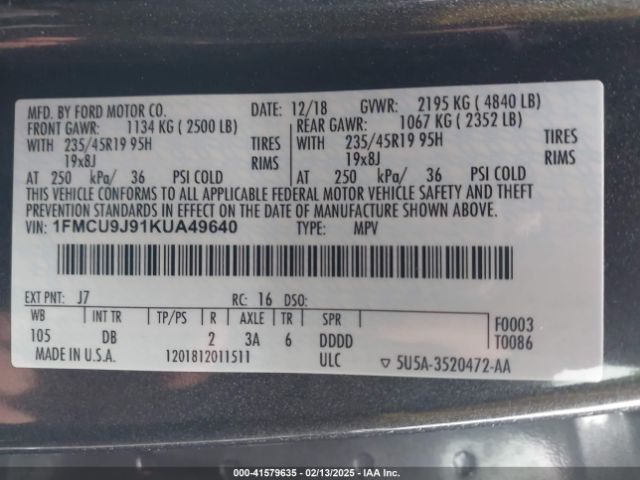 MFD. BY FORD MOTOR CO. DATE: 12/18 GVWR: 2195 KG ( 4840 LB)
FRONT GAWR: 1134 KG ( 2500 LB) REAR GAWR: 1067 KG ( 2352 LB)
WITH 235/45R19 95H TIRES WITH 235/45R19 95H TIRES
19x8J RIMS 19x8J RIMS
AT 250 kPa/ 36 PSI COLD AT 250 kPa/ 36 PSI COLD
THIS VEHICLE CONFORMS TO ALL APPLICABLE FEDERAL MOTOR VEHICLE SAFETY AND THEFT
PREVENTION STANDARDS IN EFFECT ON THE DATE OF MANUFACTURE SHOWN ABOVE.
VIN: 1FMCU9J91KUA49640 TYPE: MPV
EXT PNT: J7 RC: 16 DSO:
WB INT TR TP/PS R AXLE TR SPR F0003
105 DB 2 3A 6 DDDD T0086
MADE IN U.S.A. 1201812011511 ULC ▽ 5U5A-3520472-AA
000-41579635 - 02/13/2025 - IAA Inc.